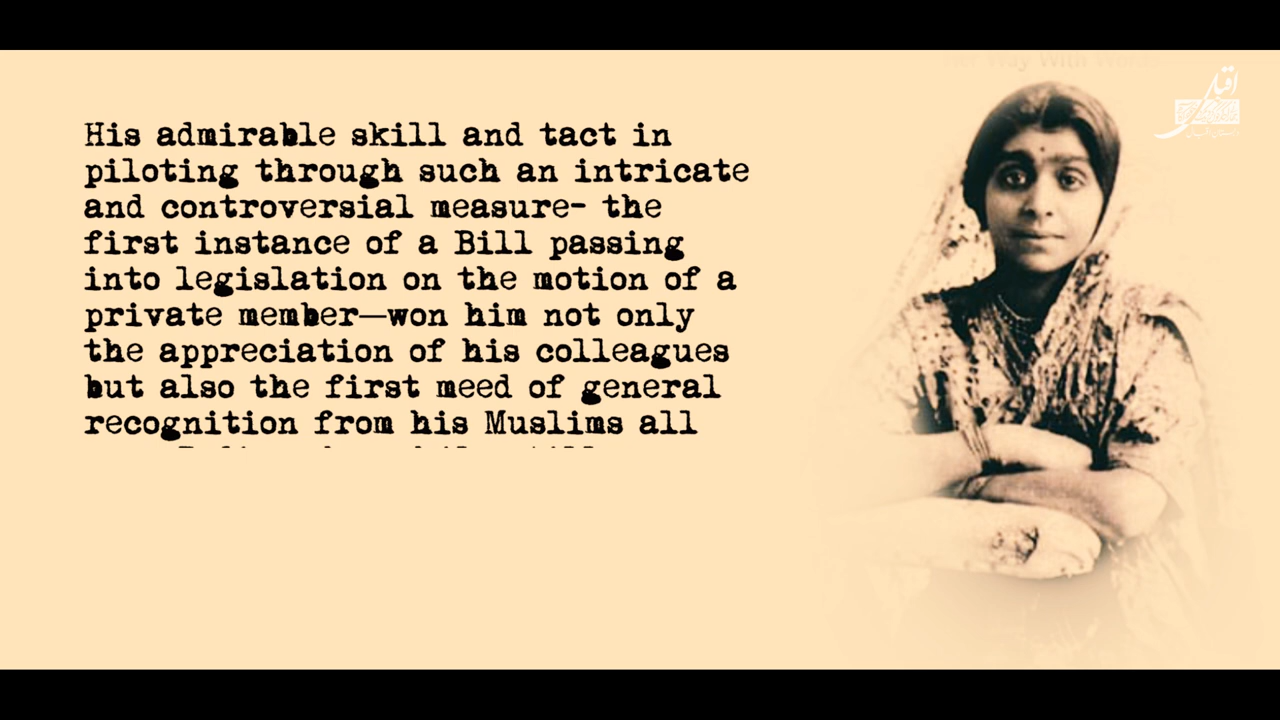 His admirable skill and tact in
piloting through such an intricate
and controversial measure- the
first instance of a Bill passing
into legislation on the motion of a
private member—won him not only
the appreciation of his colleagues
but also the first meed of general
recognition from his Muslims all
اقبال